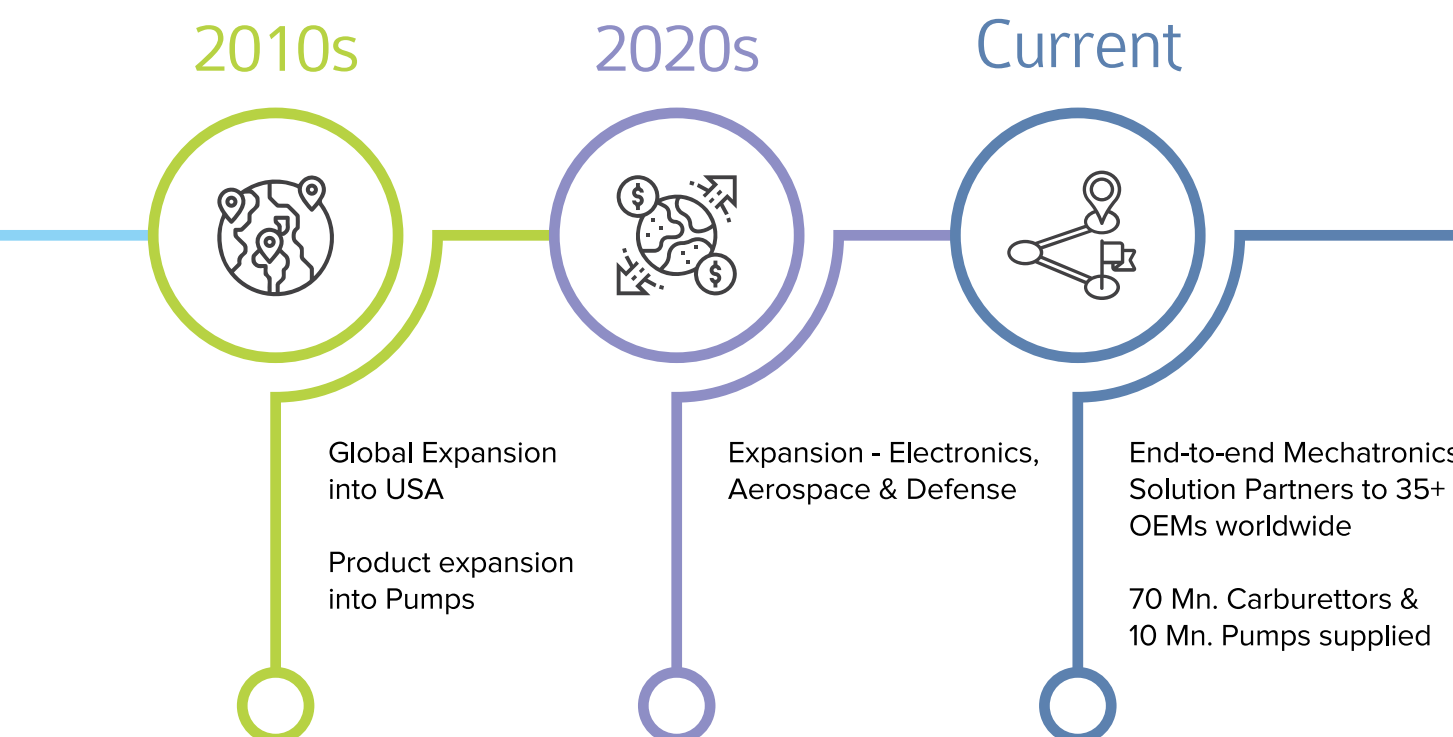 2010s
2020s
Current
Global Expansion
into USA
Product expansion
into Pumps
Expansion - Electronics,
Aerospace & Defense
End-to-end Mechatronics
Solution Partners to 35+
OEMs worldwide
70 Mn. Carburettors &
10 Mn. Pumps supplied